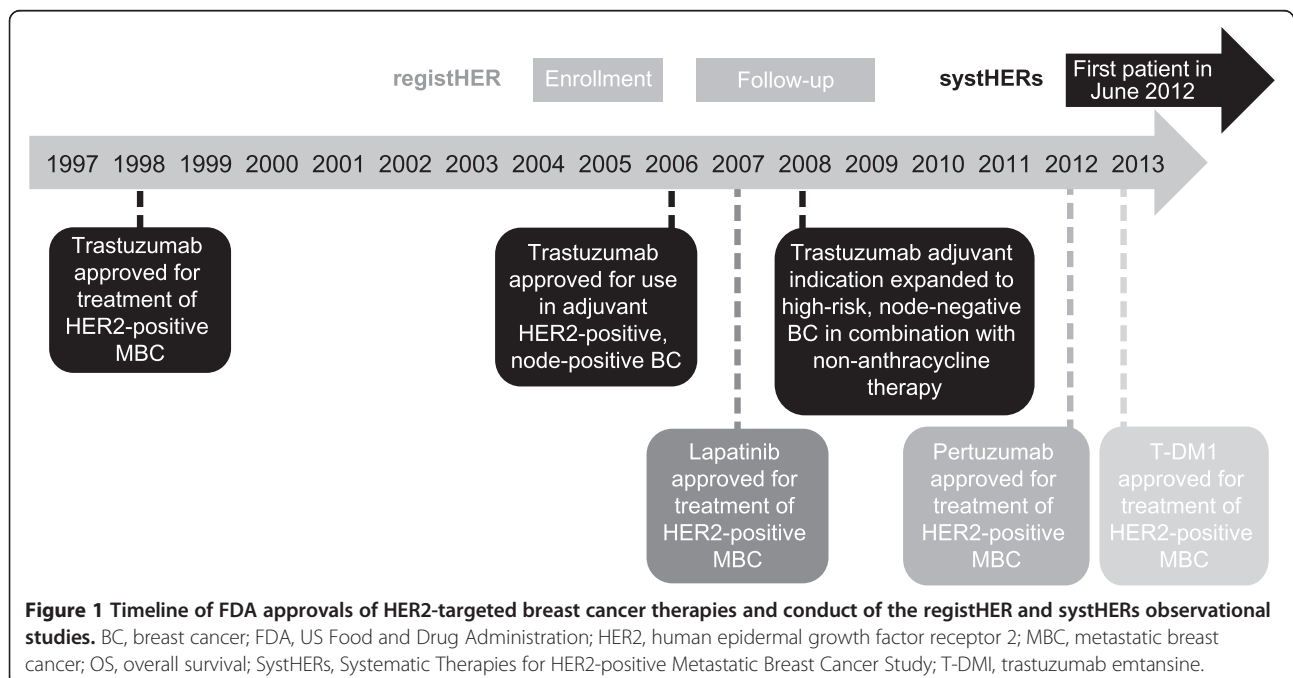 registHER Enrollment Follow-up systHERs First patient in
June 2012
1997 1998 1999 2000 2001 2002 2003 2004 2005 2006 2007 2008 2009 2010 2011 2012 2013
Trastuzumab
approved for
treatment of
HER2-positive
MBC
Trastuzumab
approved for use
in adjuvant
HER2-positive,
node-positive BC
Trastuzumab adjuvant
indication expanded to
high-risk, node-negative
BC in combination with
non-anthracycline
therapy
Lapatinib
approved for
treatment of
HER2-positive
MBC
Pertuzumab
approved for
treatment of
HER2-positive
MBC
T-DM1
approved for
treatment of
HER2-positive
MBC
Figure 1 Timeline of FDA approvals of HER2-targeted breast cancer therapies and conduct of the registHER and systHERs observational
studies. BC, breast cancer; FDA, US Food and Drug Administration; HER2, human epidermal growth factor receptor 2; MBC, metastatic breast
cancer; OS, overall survival; SystHERs, Systematic Therapies for HER2-positive Metastatic Breast Cancer Study; T-DMI, trastuzumab emtansine.